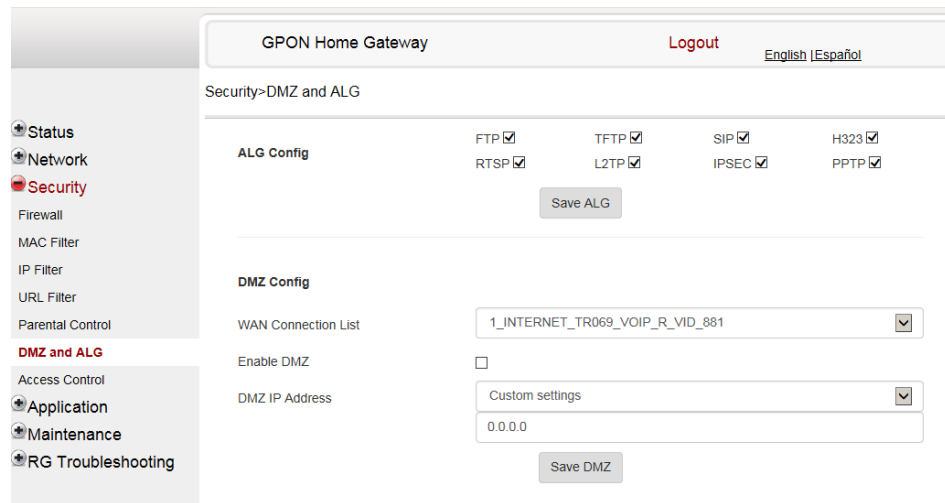 GPON Home Gateway
Logout
English |Español
Security>DMZ and ALG
Status
Network
Security
Firewall
MAC Filter
IP Filter
URL Filter
Parental Control
DMZ and ALG
Access Control
Application
Maintenance
RG Troubleshooting
ALG Config
FTP TFTP SIP H323
RTSP L2TP IPSEC PPTP
Save ALG
DMZ Config
WAN Connection List
1_INTERNET_TR069_VOIP_R_VID_881
Enable DMZ
DMZ IP Address
Custom settings
0.0.0.0
Save DMZ